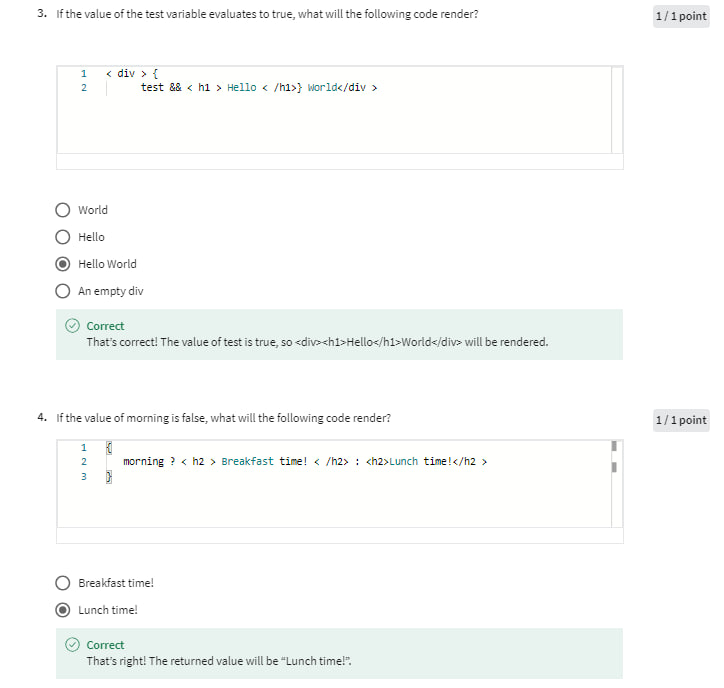 3. If the value of the test variable evaluates to true, what will the following code render?
1 / 1 point
1 < div > {
2 test && < h1 > Hello < /h1>} World</div >
World
Hello
Hello World
An empty div
Correct
That's correct! The value of test is true, so <div><h1>Hello</h1>World</div> will be rendered.
4. If the value of morning is false, what will the following code render?
1 / 1 point
1 {
2 morning ? < h2 > Breakfast time! < /h2> : <h2>Lunch time!</h2 >
3 }
Breakfast time!
Lunch time!
Correct
That's right! The returned value will be “Lunch time!”.